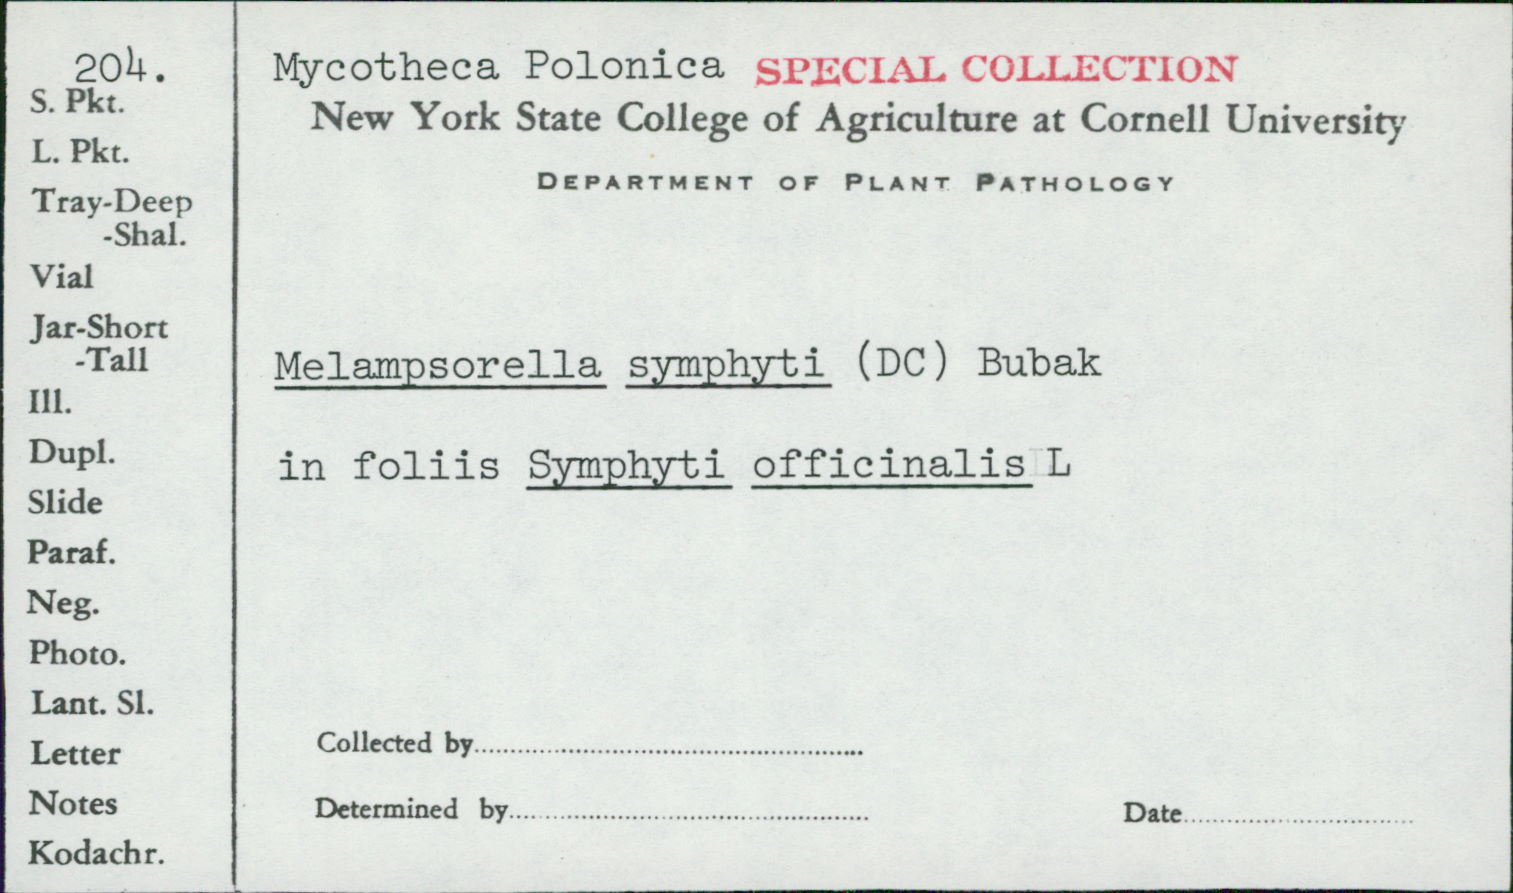 204.
S. Pkt.
L. Pkt.
Tray-Deep
-Shal.
Vial
Jar-Short
-Tall
Ill.
Dupl.
Slide
Paraf.
Neg.
Photo.
Lant. Sl.
Letter
Notes
Kodachr.
Mycotheca Polonica SPECIAL COLLECTION
New York State College of Agriculture at Cornell University
DEPARTMENT OF PLANT PATHOLOGY
Melampsorella symphyti (DC) Bubak
in foliis Symphyti officinalis L
Collected by
Determined by
Date